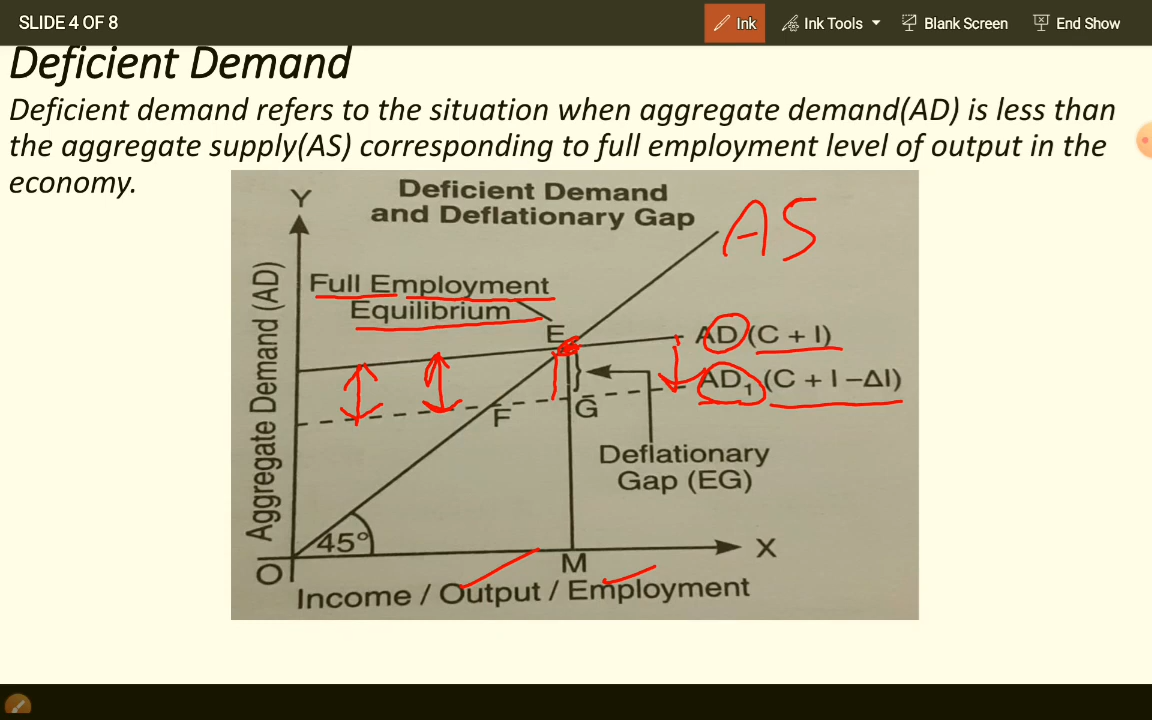 SLIDE 4 OF 8
Ink
Ink Tools
Blank Screen
End Show
Deficient Demand
Deficient demand refers to the situation when aggregate demand(AD) is less than
the aggregate supply(AS) corresponding to full employment level of output in the
economy.
Y
Deficient Demand
and Deflationary Gap
AS
Full Employment
Equilibrium
E
AD (C + I)
AD₁ (C + I – ΔI)
F
G
Deflationary
Gap (EG)
Aggregate Demand (AD)
45°
O
M
X
Income / Output / Employment